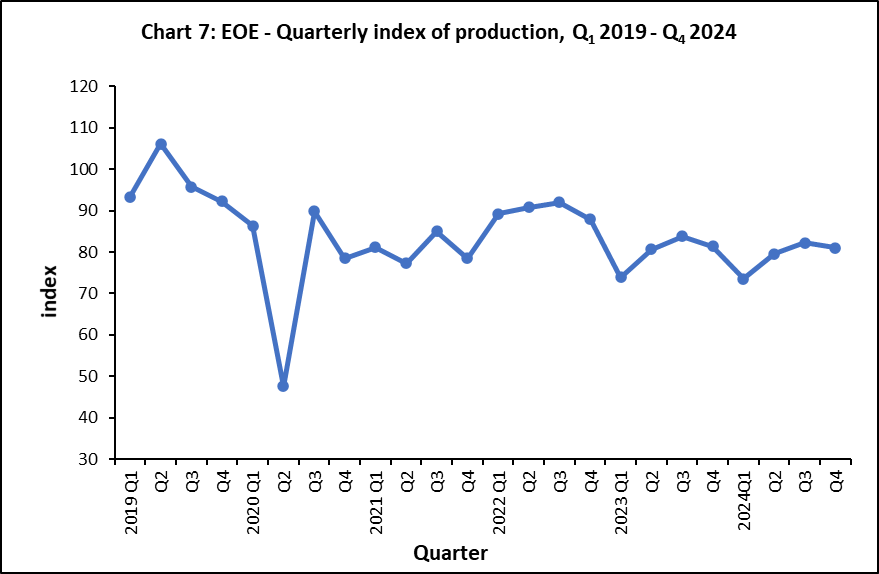 Chart 7: EOE - Quarterly index of production, Q1 2019 - Q4 2024
120
110
100
90
80
70
60
50
40
30
index
2019 Q1
Q2
Q3
Q4
2020 Q1
Q2
Q3
Q4
2021 Q1
Q2
Q3
Q4
2022 Q1
Q2
Q3
Q4
2023 Q1
Q2
Q3
Q4
2024Q1
Q2
Q3
Q4
Quarter